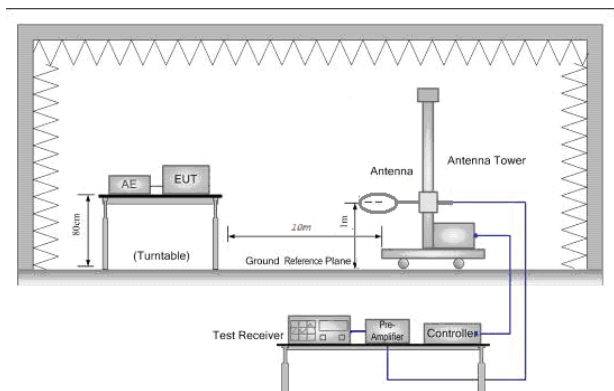 Antenna
Antenna Tower
AE
EUT
80cm
(Turntable)
10m
1m
Ground Reference Plane
Test Receiver
Pre-
Amplifier
Controller